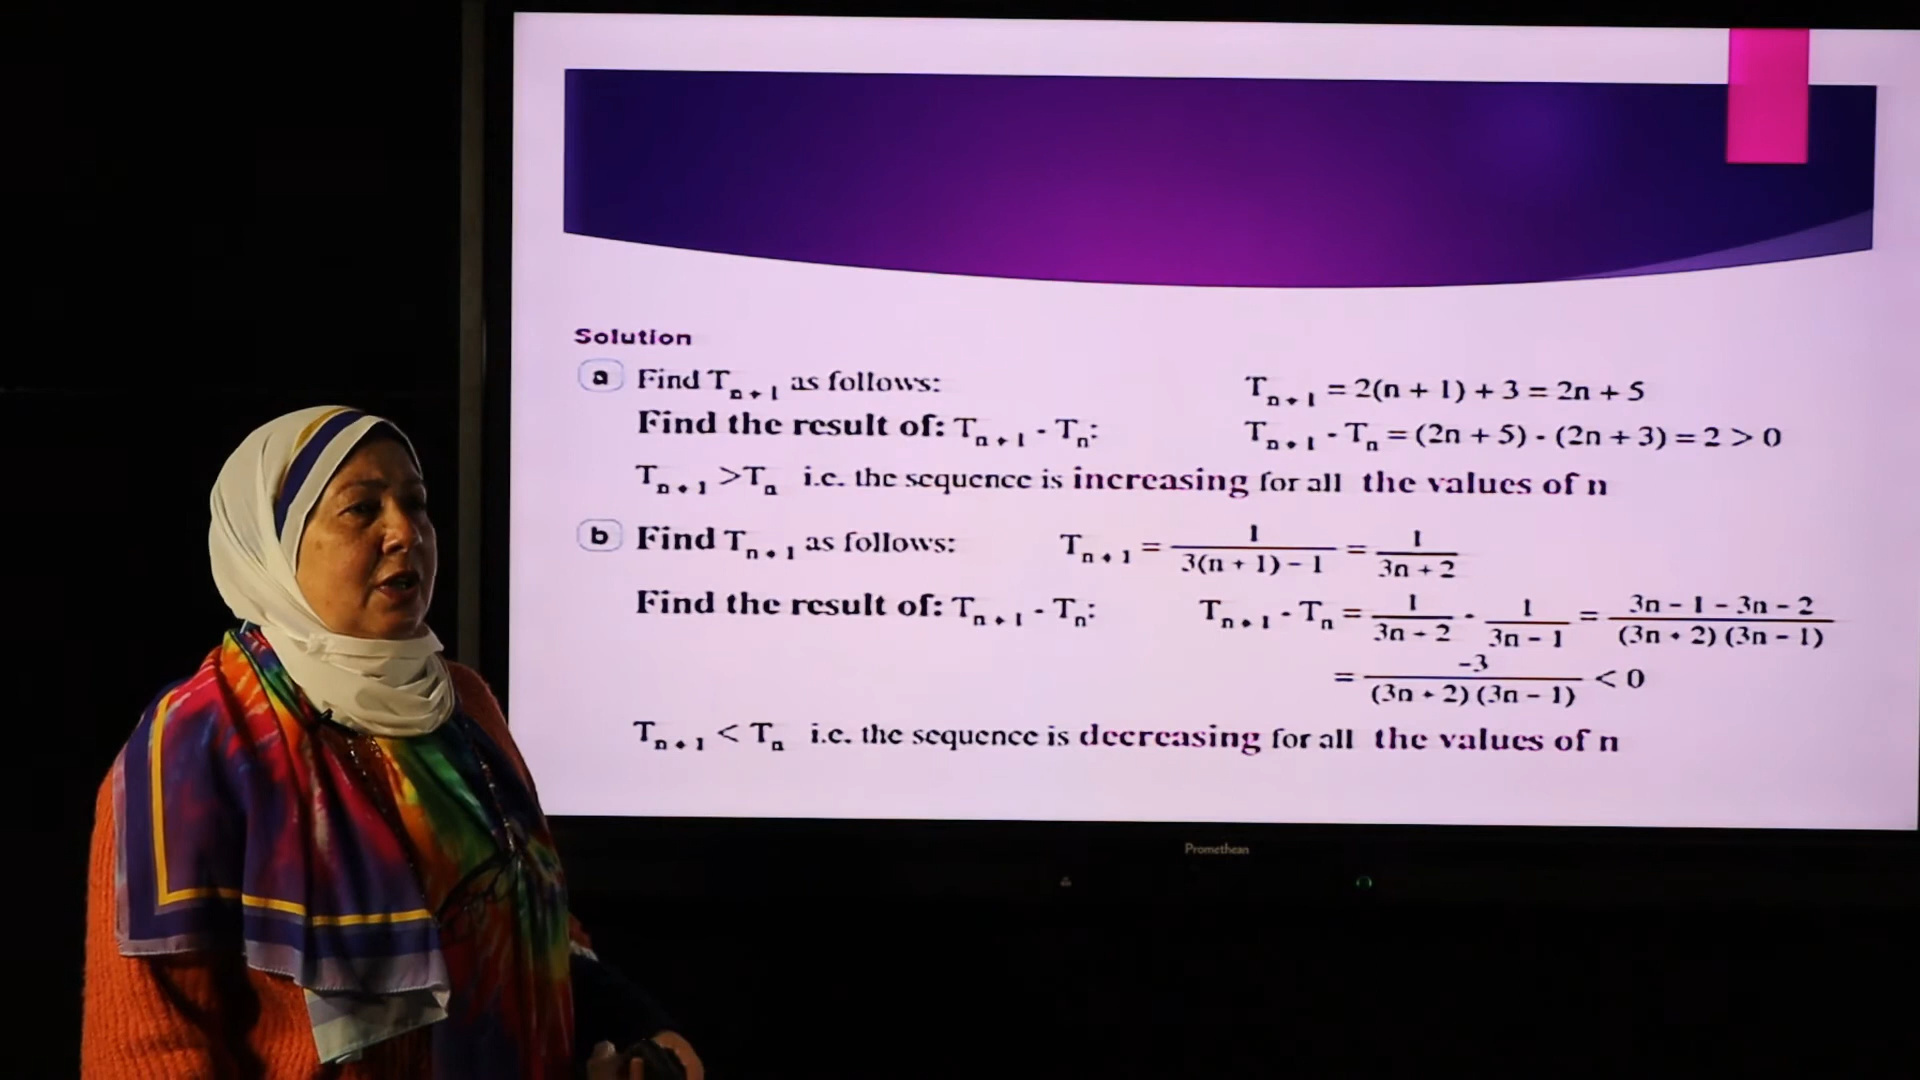 Solution
a Find Tn+1 as follows: Tn+1 = 2(n + 1) + 3 = 2n + 5
Find the result of: Tn+1 - Tn: Tn+1 - Tn = (2n + 5) - (2n + 3) = 2 > 0
Tn+1 >Tn i.e. the sequence is increasing for all the values of n
b Find Tn+1 as follows: Tn+1 = 1/(3(n + 1) – 1) = 1/(3n + 2)
Find the result of: Tn+1 - Tn: Tn+1 - Tn = 1/(3n + 2) - 1/(3n – 1) = (3n – 1 – 3n – 2)/((3n + 2) (3n – 1))
= –3/((3n + 2) (3n – 1)) < 0
Tn+1 < Tn i.e. the sequence is decreasing for all the values of n
Promethean